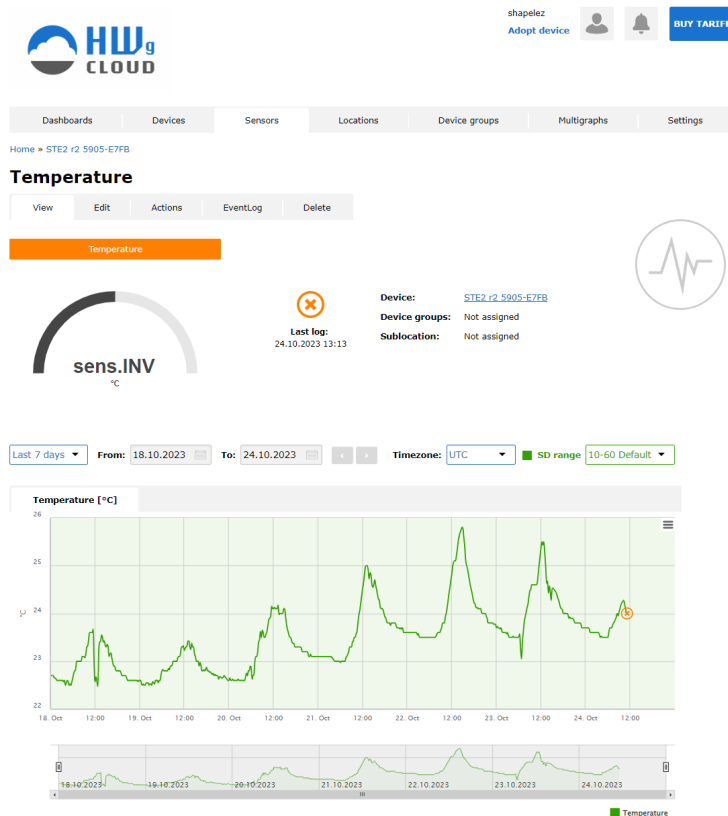 shapelez
Adopt device
BUY TARIFF
HWg
CLOUD
Dashboards Devices Sensors Locations Device groups Multigraphs Settings
Home » STE2 r2 5905-E7FB
Temperature
View Edit Actions EventLog Delete
Temperature
sens.INV
°C
Last log:
24.10.2023 13:13
Device: STE2 r2 5905-E7FB
Device groups: Not assigned
Sublocation: Not assigned
Last 7 days From: 18.10.2023 To: 24.10.2023 Timezone: UTC SD range 10-60 Default
Temperature [°C]
26
25
24
23
22
°C
18. Oct 12:00 19. Oct 12:00 20. Oct 12:00 21. Oct 12:00 22. Oct 12:00 23. Oct 12:00 24. Oct 12:00
18.10.2023 19.10.2023 20.10.2023 21.10.2023 22.10.2023 23.10.2023 24.10.2023
Temperature